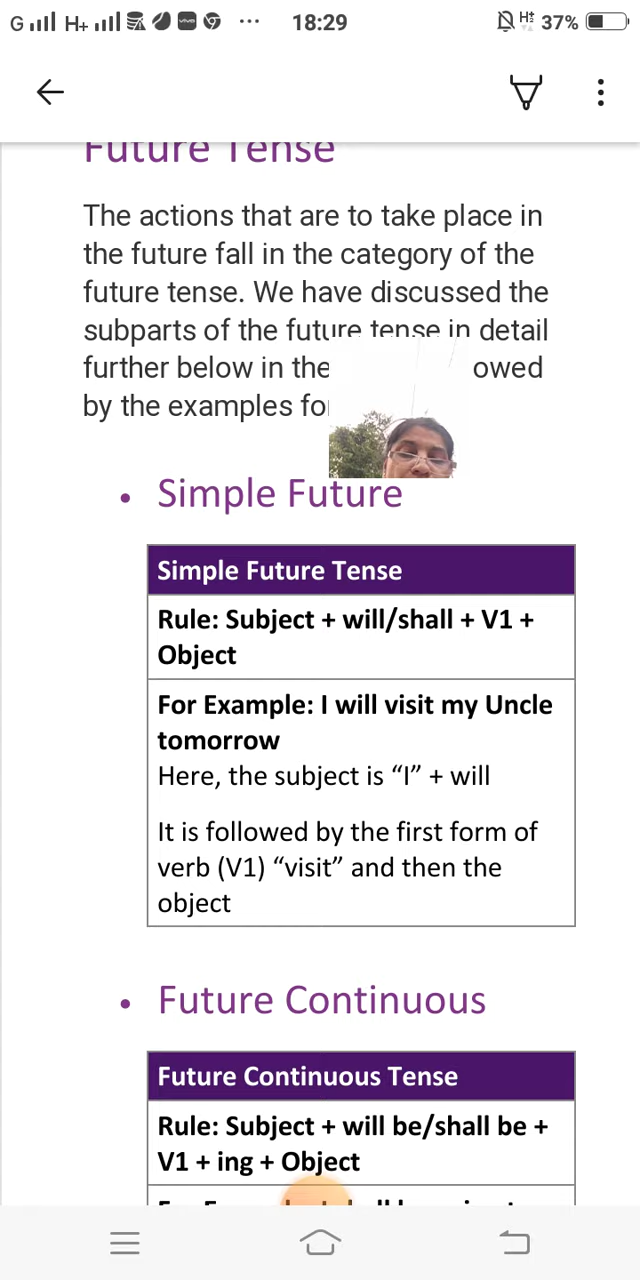 G H+ ... 18:29 H± 37%
Future Tense
The actions that are to take place in
the future fall in the category of the
future tense. We have discussed the
subparts of the future tense in detail
further below in the owed
by the examples for
• Simple Future
Simple Future Tense
Rule: Subject + will/shall + V1 +
Object
For Example: I will visit my Uncle
tomorrow
Here, the subject is “I” + will
It is followed by the first form of
verb (V1) “visit” and then the
object
• Future Continuous
Future Continuous Tense
Rule: Subject + will be/shall be +
V1 + ing + Object